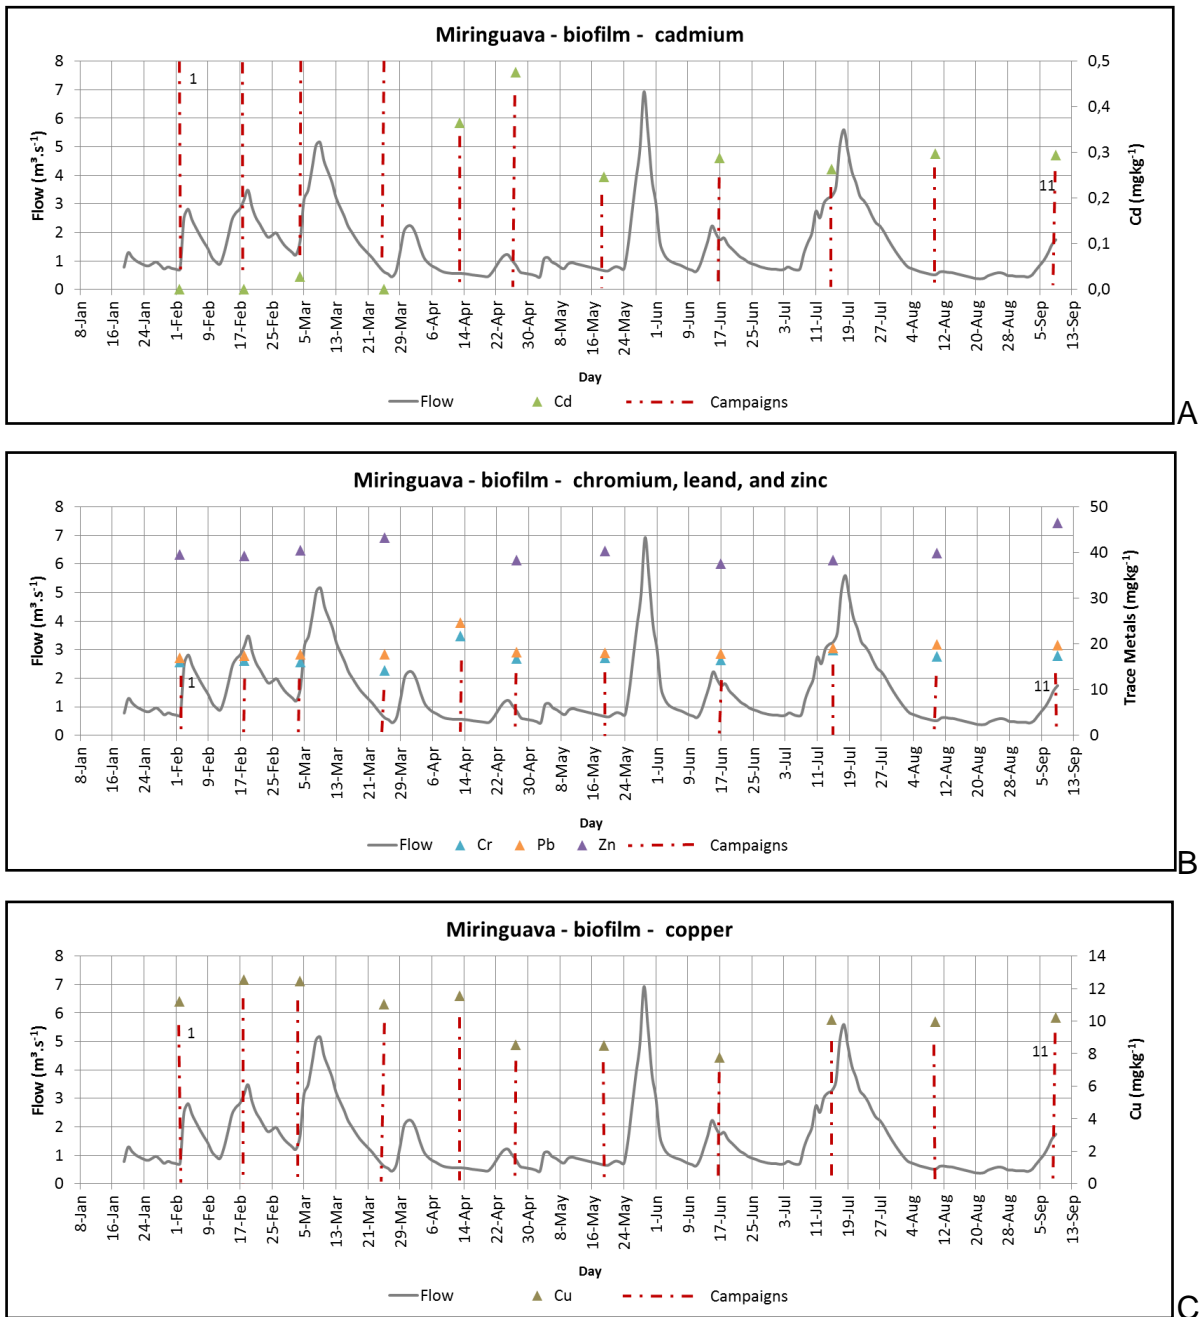 Miringuava - biofilm - cadmium
Flow (m³.s⁻¹)
8
7
6
5
4
3
2
1
0
0,5
0,4
0,3
0,2
0,1
0,0
Cd (mgkg⁻¹)
1
11
8-Jan 16-Jan 24-Jan 1-Feb 9-Feb 17-Feb 25-Feb 5-Mar 13-Mar 21-Mar 29-Mar 6-Apr 14-Apr 22-Apr 30-Apr 8-May 16-May 24-May 1-Jun 9-Jun 17-Jun 25-Jun 3-Jul 11-Jul 19-Jul 27-Jul 4-Aug 12-Aug 20-Aug 28-Aug 5-Sep 13-Sep
Day
Flow Cd Campaigns
A
Miringuava - biofilm - chromium, leand, and zinc
Flow (m³.s⁻¹)
8
7
6
5
4
3
2
1
0
50
40
30
20
10
0
Trace Metals (mgkg⁻¹)
1
11
8-Jan 16-Jan 24-Jan 1-Feb 9-Feb 17-Feb 25-Feb 5-Mar 13-Mar 21-Mar 29-Mar 6-Apr 14-Apr 22-Apr 30-Apr 8-May 16-May 24-May 1-Jun 9-Jun 17-Jun 25-Jun 3-Jul 11-Jul 19-Jul 27-Jul 4-Aug 12-Aug 20-Aug 28-Aug 5-Sep 13-Sep
Day
Flow Cr Pb Zn Campaigns
B
Miringuava - biofilm - copper
Flow (m³.s⁻¹)
8
7
6
5
4
3
2
1
0
14
12
10
8
6
4
2
0
Cu (mgkg⁻¹)
1
11
8-Jan 16-Jan 24-Jan 1-Feb 9-Feb 17-Feb 25-Feb 5-Mar 13-Mar 21-Mar 29-Mar 6-Apr 14-Apr 22-Apr 30-Apr 8-May 16-May 24-May 1-Jun 9-Jun 17-Jun 25-Jun 3-Jul 11-Jul 19-Jul 27-Jul 4-Aug 12-Aug 20-Aug 28-Aug 5-Sep 13-Sep
Day
Flow Cu Campaigns
C